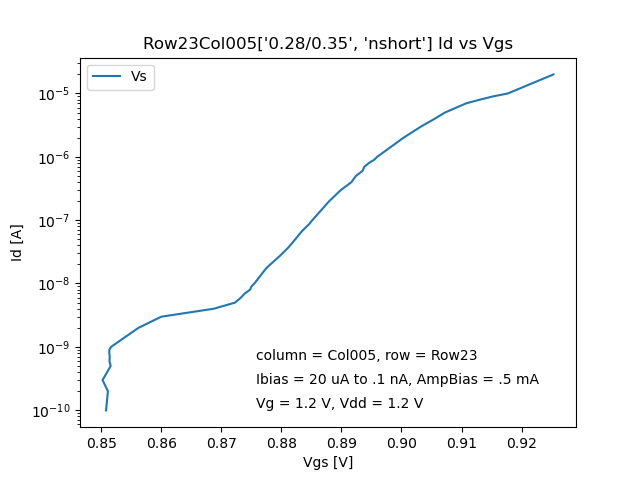 Row23Col005['0.28/0.35', 'nshort'] Id vs Vgs
Vs
10⁻⁵
10⁻⁶
10⁻⁷
10⁻⁸
10⁻⁹
10⁻¹⁰
Id [A]
column = Col005, row = Row23
Ibias = 20 uA to .1 nA, AmpBias = .5 mA
Vg = 1.2 V, Vdd = 1.2 V
0.85 0.86 0.87 0.88 0.89 0.90 0.91 0.92
Vgs [V]